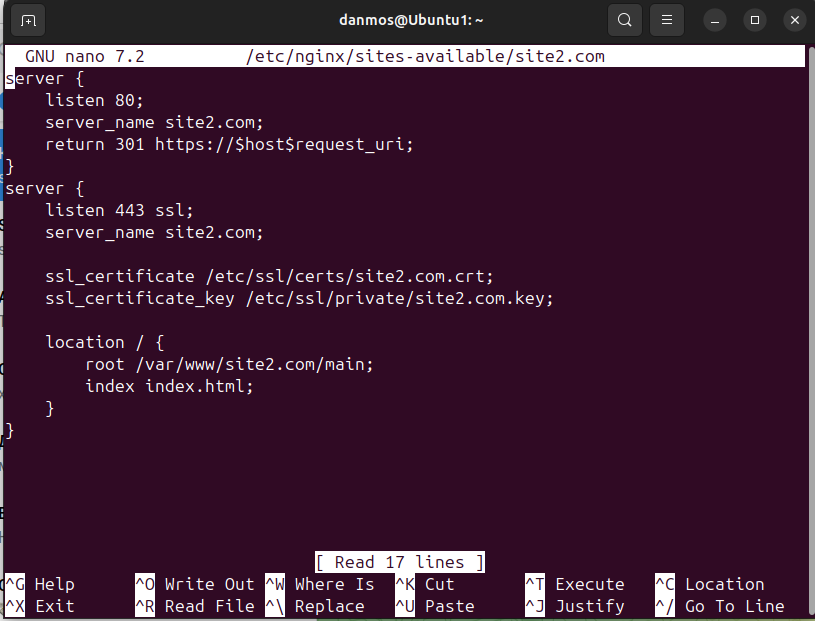 danmos@Ubuntu1: ~
GNU nano 7.2 /etc/nginx/sites-available/site2.com
server {
    listen 80;
    server_name site2.com;
    return 301 https://$host$request_uri;
}
server {
    listen 443 ssl;
    server_name site2.com;

    ssl_certificate /etc/ssl/certs/site2.com.crt;
    ssl_certificate_key /etc/ssl/private/site2.com.key;

    location / {
        root /var/www/site2.com/main;
        index index.html;
    }
}
[ Read 17 lines ]
^G Help ^O Write Out ^W Where Is ^K Cut ^T Execute ^C Location
^X Exit ^R Read File ^\ Replace ^U Paste ^J Justify ^/ Go To Line